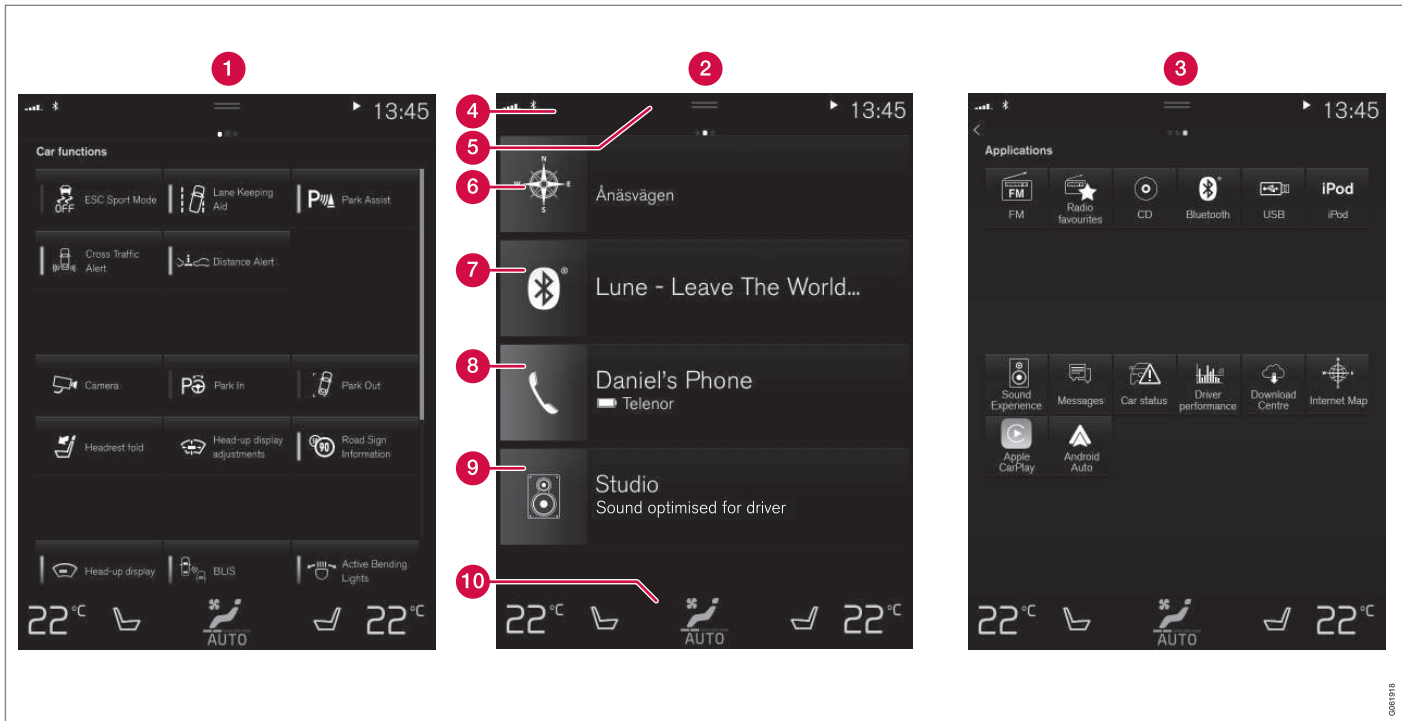 1
2
3
13:45
Car functions
ESC Sport Mode
OFF
Lane Keeping
Aid
Park Assist
Cross Traffic
Alert
Distance Alert
Camera
Park In
Park Out
Headrest fold
Head-up display
adjustments
90
Road Sign
Information
Head-up display
BLIS
Active Bending
Lights
22°C
AUTO
22°C
4
5
6
7
8
9
10
13:45
N
W
E
S
Ånäsvägen
®
Lune - Leave The World...
Daniel's Phone
Telenor
Studio
Sound optimised for driver
22°C
AUTO
22°C
13:45
Applications
FM
FM
Radio
favourites
CD
Bluetooth
USB
iPod
iPod
Sound
Experience
Messages
Car status
Driver
performance
Download
Centre
Internet Map
Apple
CarPlay
Android
Auto
22°C
AUTO
22°C
G061918